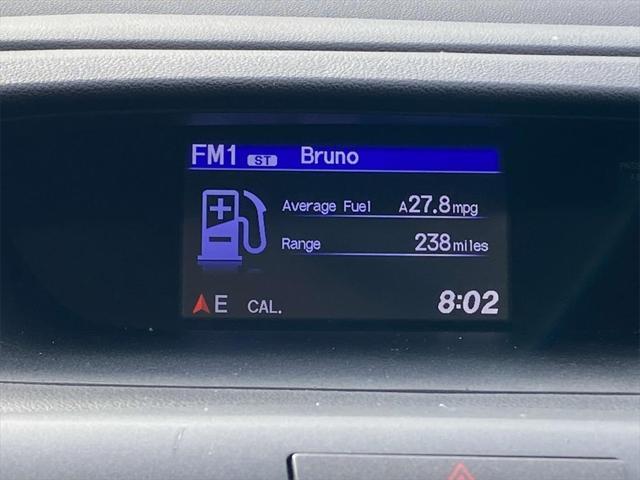 FM1 ST Bruno
Average Fuel A27.8mpg
Range 238miles
E CAL. 8:02